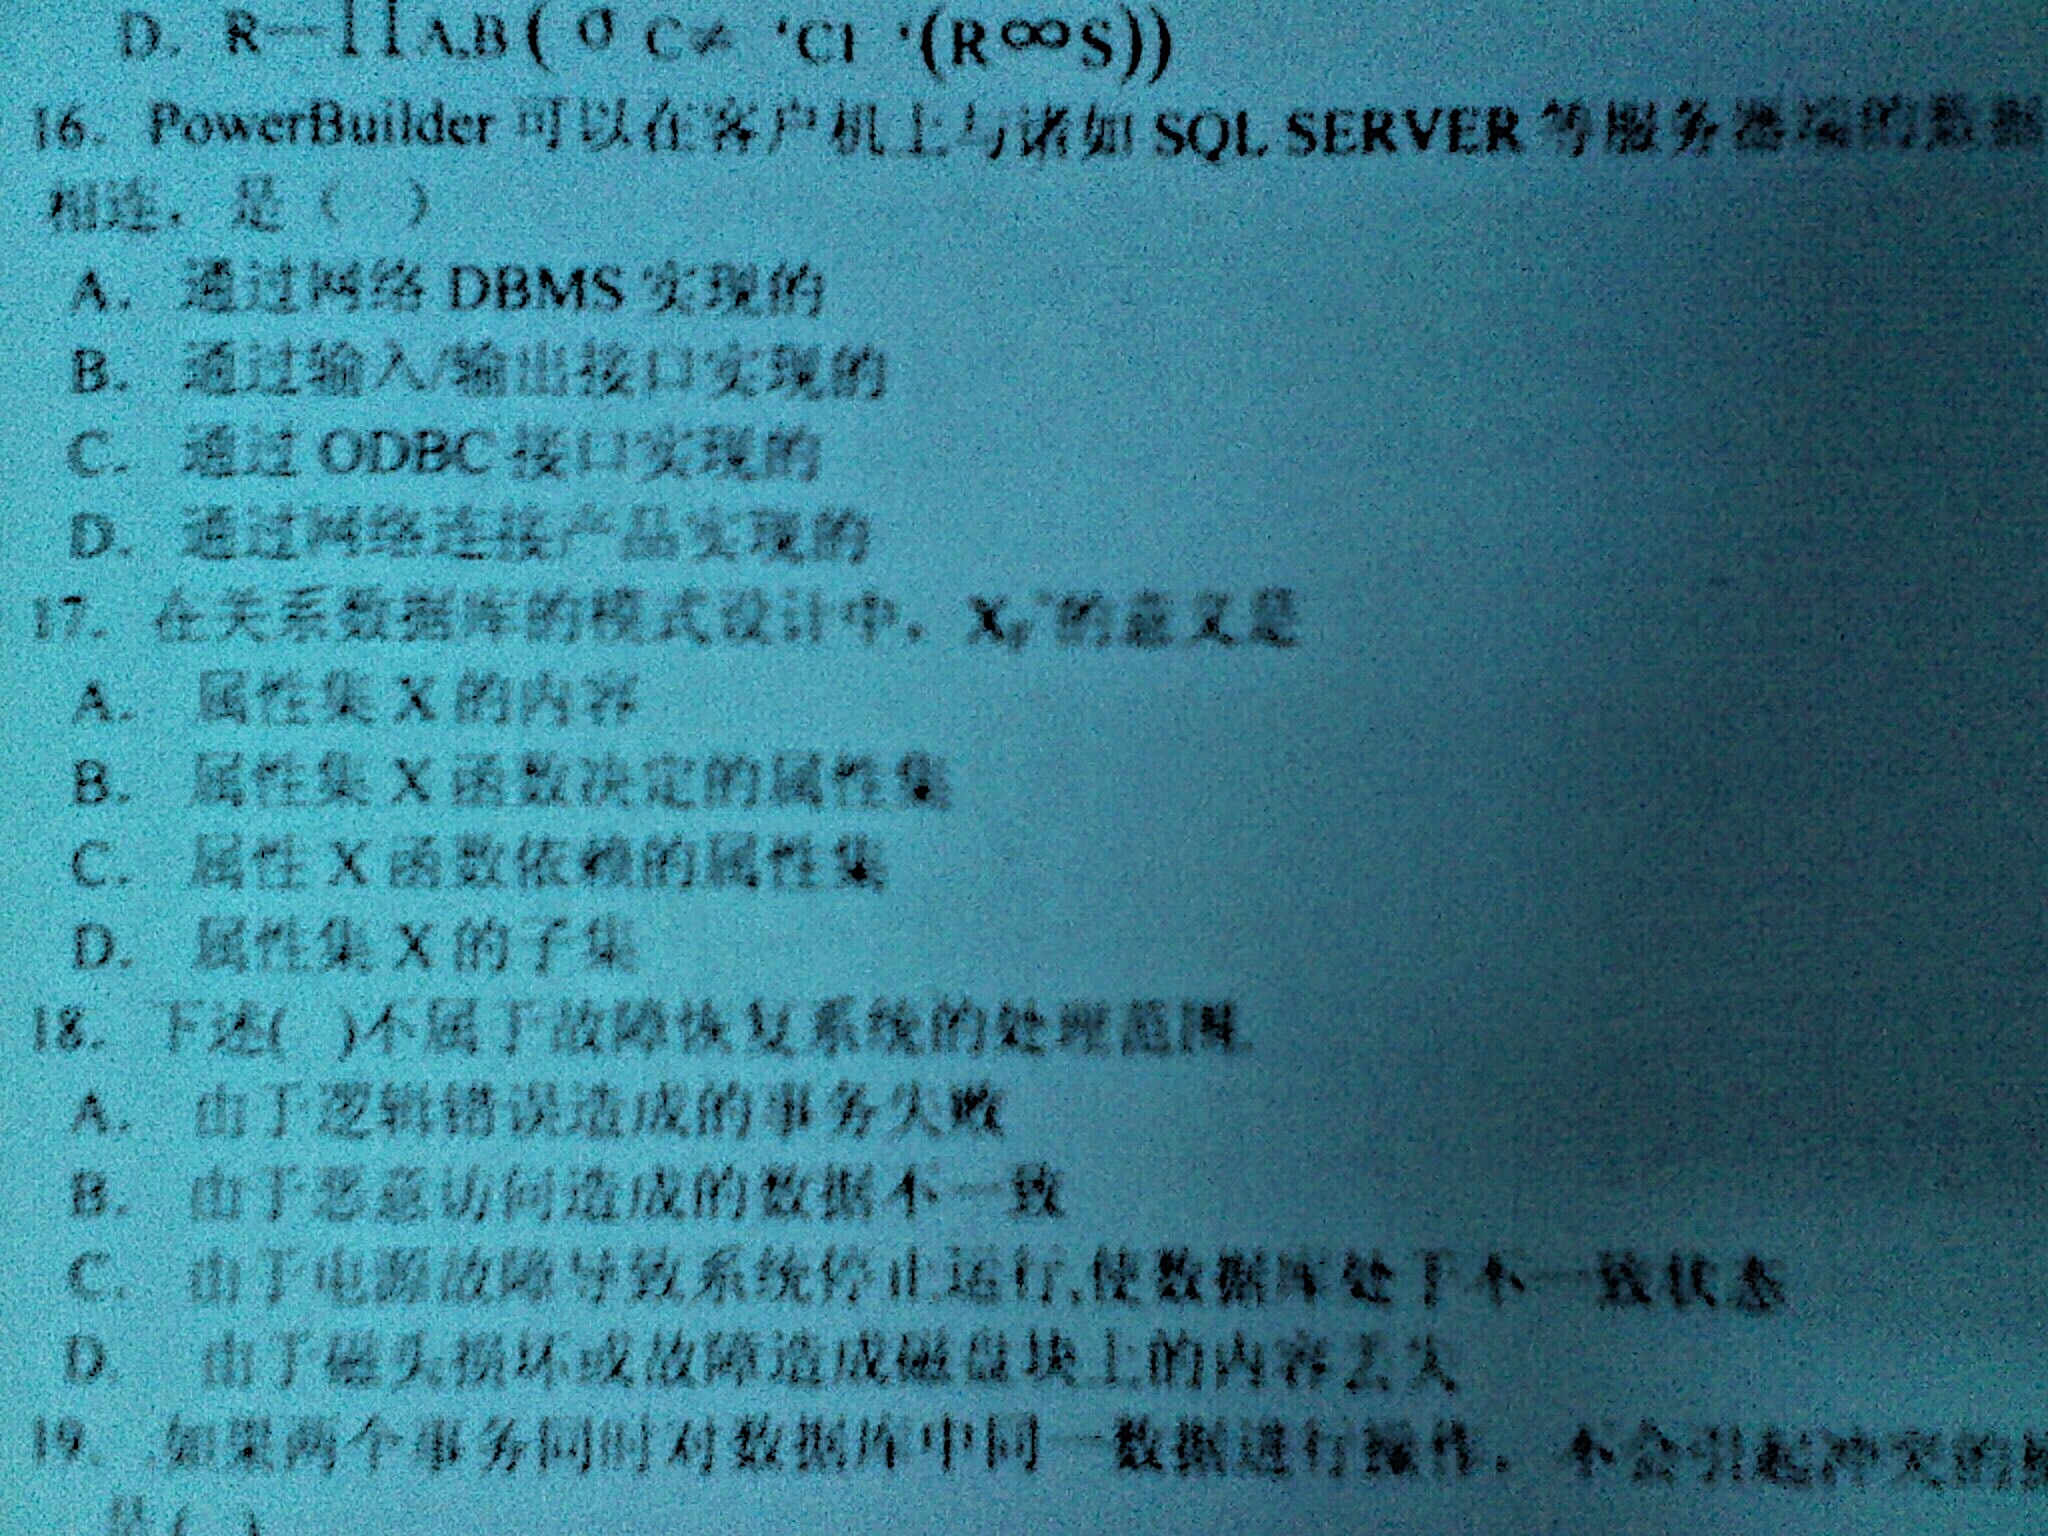 D. R—∏A,B( σ C≠ 'C1 '(R∞S))
16. PowerBuilder 可以在客户机上与诸如 SQL SERVER 等服务器端的数据
相连，是（ ）
A. 通过网络 DBMS 实现的
B. 通过输入/输出接口实现的
C. 通过 ODBC 接口实现的
D. 通过网络连接产品实现的
17. 在关系数据库的模式设计中，X_F⁺的意义是
A. 属性集 X 的内容
B. 属性集 X 函数决定的属性集
C. 属性 X 函数依赖的属性集
D. 属性集 X 的子集
18. 下述( )不属于故障恢复系统的处理范围.
A. 由于逻辑错误造成的事务失败
B. 由于恶意访问造成的数据不一致
C. 由于电源故障导致系统停止运行,使数据库处于不一致状态
D. 由于磁头损坏或故障造成磁盘块上的内容丢失
19. 如果两个事务同时对数据库中同一数据进行操作，不会引起冲突的
是( )